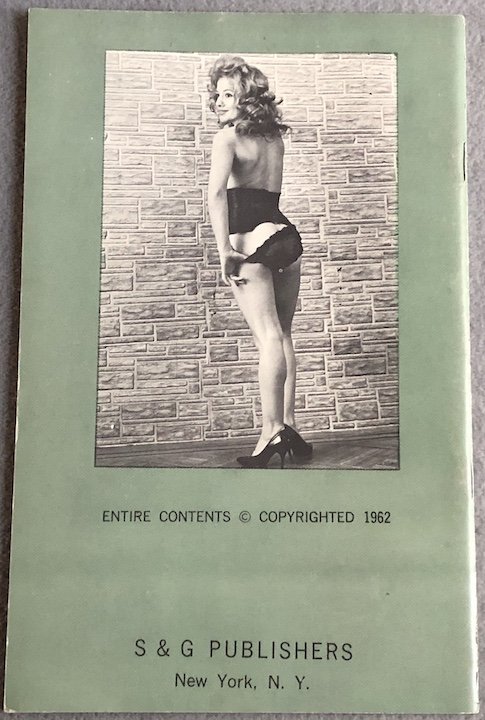 ENTIRE CONTENTS © COPYRIGHTED 1962
S & G PUBLISHERS
New York, N. Y.